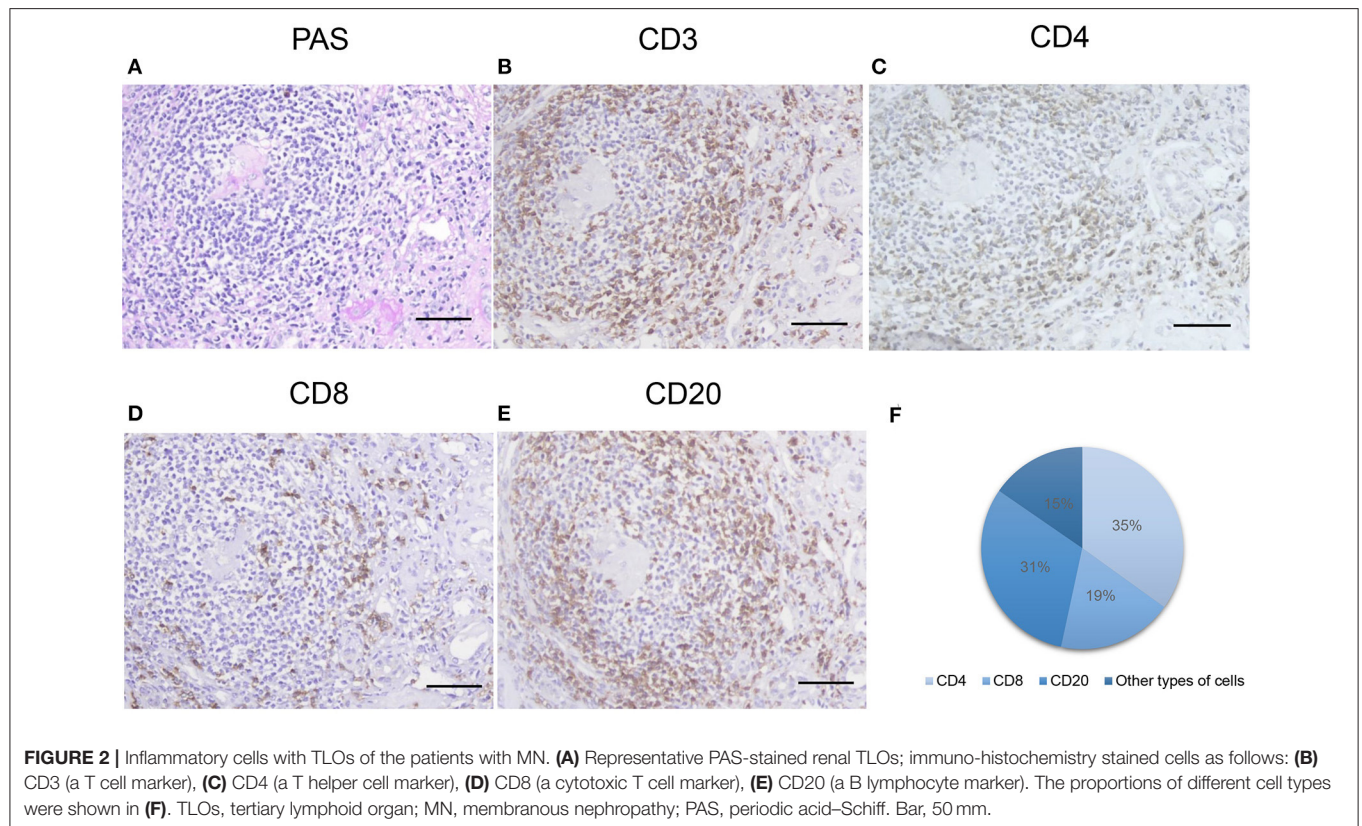 PAS
CD3
CD4
A
B
C
CD8
CD20
D
E
F
15%
35%
31%
19%
CD4 CD8 CD20 Other types of cells
FIGURE 2 | Inflammatory cells with TLOs of the patients with MN. (A) Representative PAS-stained renal TLOs; immuno-histochemistry stained cells as follows: (B)
CD3 (a T cell marker), (C) CD4 (a T helper cell marker), (D) CD8 (a cytotoxic T cell marker), (E) CD20 (a B lymphocyte marker). The proportions of different cell types
were shown in (F). TLOs, tertiary lymphoid organ; MN, membranous nephropathy; PAS, periodic acid–Schiff. Bar, 50 mm.